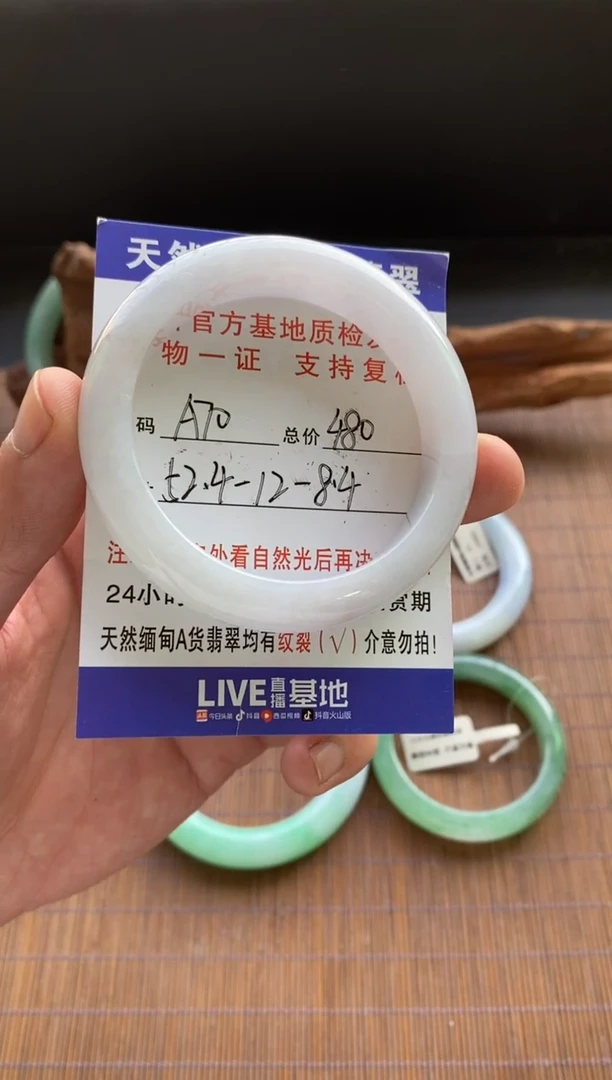 天 翡翠
官方基地质检
物一证 支持复
码 A70 总价 480
52.4-12-8.4
处看自然光后再决
24小 赏期
天然缅甸A货翡翠均有纹裂(√)介意勿拍!
LIVE直播基地
今日头条 抖音 西瓜视频 抖音火山版